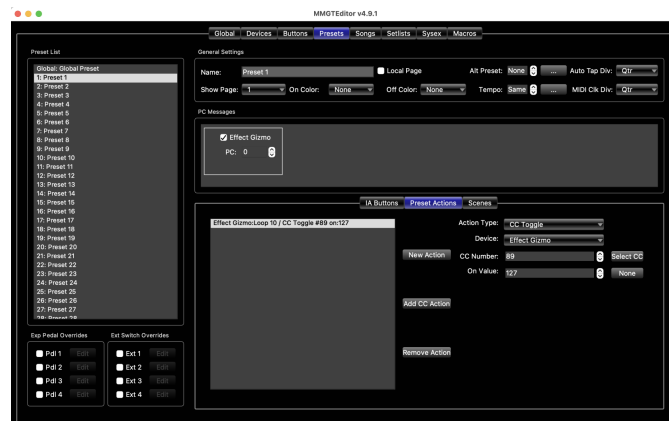 MMGTEditor v4.9.1
Global Devices Buttons Presets Songs Setlists Sysex Macros
Preset List
Global: Global Preset
1: Preset 1
2: Preset 2
3: Preset 3
4: Preset 4
5: Preset 5
6: Preset 6
7: Preset 7
8: Preset 8
9: Preset 9
10: Preset 10
11: Preset 11
12: Preset 12
13: Preset 13
14: Preset 14
15: Preset 15
16: Preset 16
17: Preset 17
18: Preset 18
19: Preset 19
20: Preset 20
21: Preset 21
22: Preset 22
23: Preset 23
24: Preset 24
25: Preset 25
26: Preset 26
27: Preset 27
28: Preset 28
Exp Pedal Overrides
Pdl 1 Edit
Pdl 2 Edit
Pdl 3 Edit
Pdl 4 Edit
Ext Switch Overrides
Ext 1 Edit
Ext 2 Edit
Ext 3 Edit
Ext 4 Edit
General Settings
Name: Preset 1 Local Page Alt Preset: None ... Auto Tap Div: Qtr
Show Page: 1 On Color: None Off Color: None Tempo: Same ... MIDI Clk Div: Qtr
PC Messages
Effect Gizmo
PC: 0
IA Buttons Preset Actions Scenes
Effect Gizmo:Loop 10 / CC Toggle #89 on:127
New Action
Add CC Action
Remove Action
Action Type: CC Toggle
Device: Effect Gizmo
CC Number: 89 Select CC
On Value: 127 None